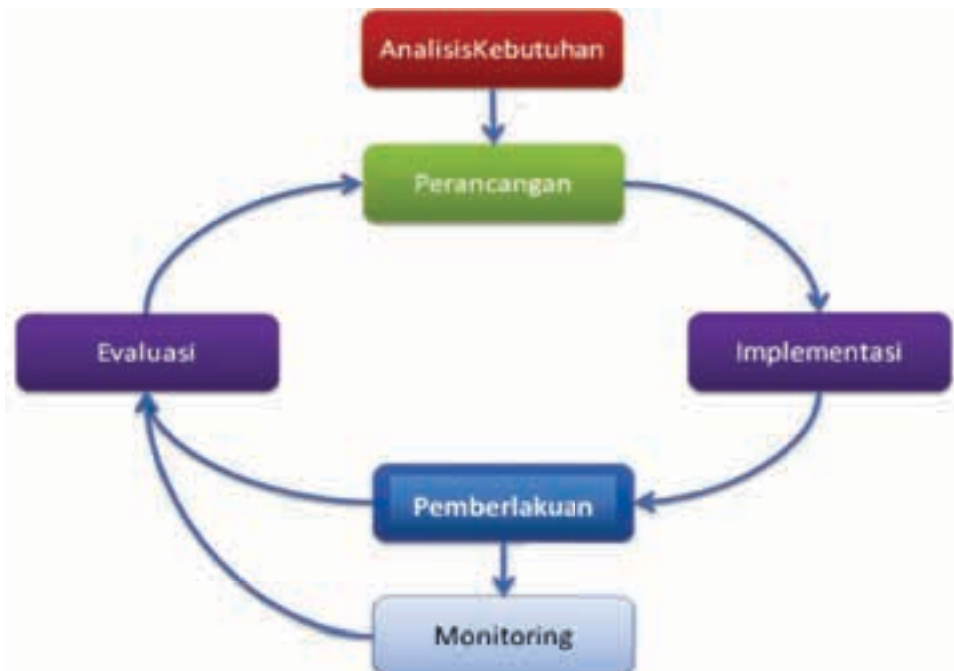 AnalisisKebutuhan
Perancangan
Evaluasi
Implementasi
Pemberlakuan
Monitoring